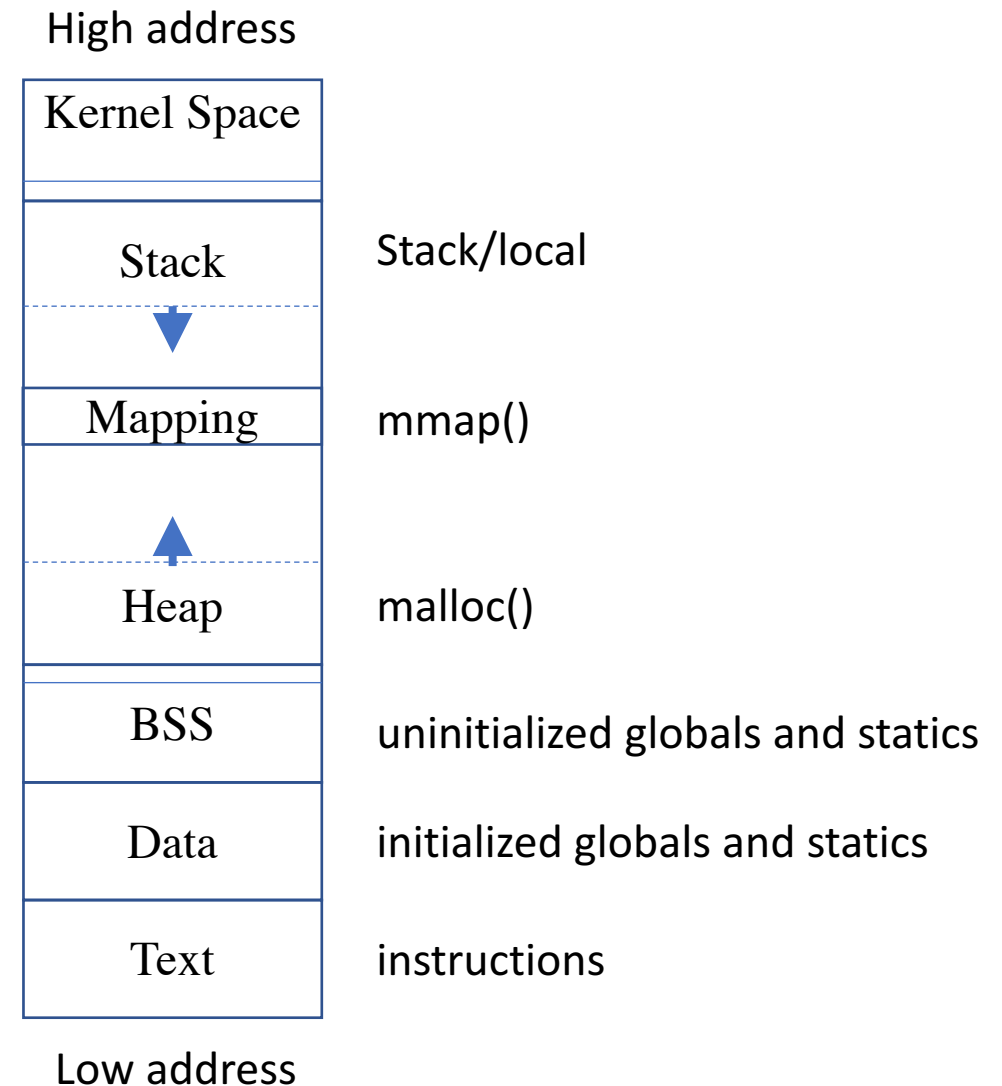 High address
Kernel Space
Stack
Stack/local
Mapping
mmap()
Heap
malloc()
BSS
uninitialized globals and statics
Data
initialized globals and statics
Text
instructions
Low address